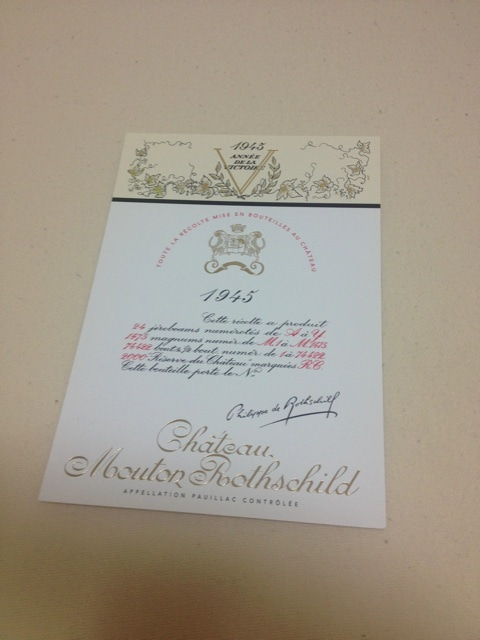 1945
ANNÉE
DE LA
VICTOIRE
TOUTE LA RÉCOLTE MISE EN BOUTEILLES AU CHÂTEAU
1945
Cette récolte a produit
24 jéroboams numérotés de A à Y
1475 magnums numér. de M1 à M1475
74422 bout. & ½ bout. numér. de 1 à 74422
2000 Réserve du Château marquées R.C
Cette bouteille porte le N°
Philippe de Rothschild
Château
Mouton Rothschild
APPELLATION PAUILLAC CONTRÔLÉE